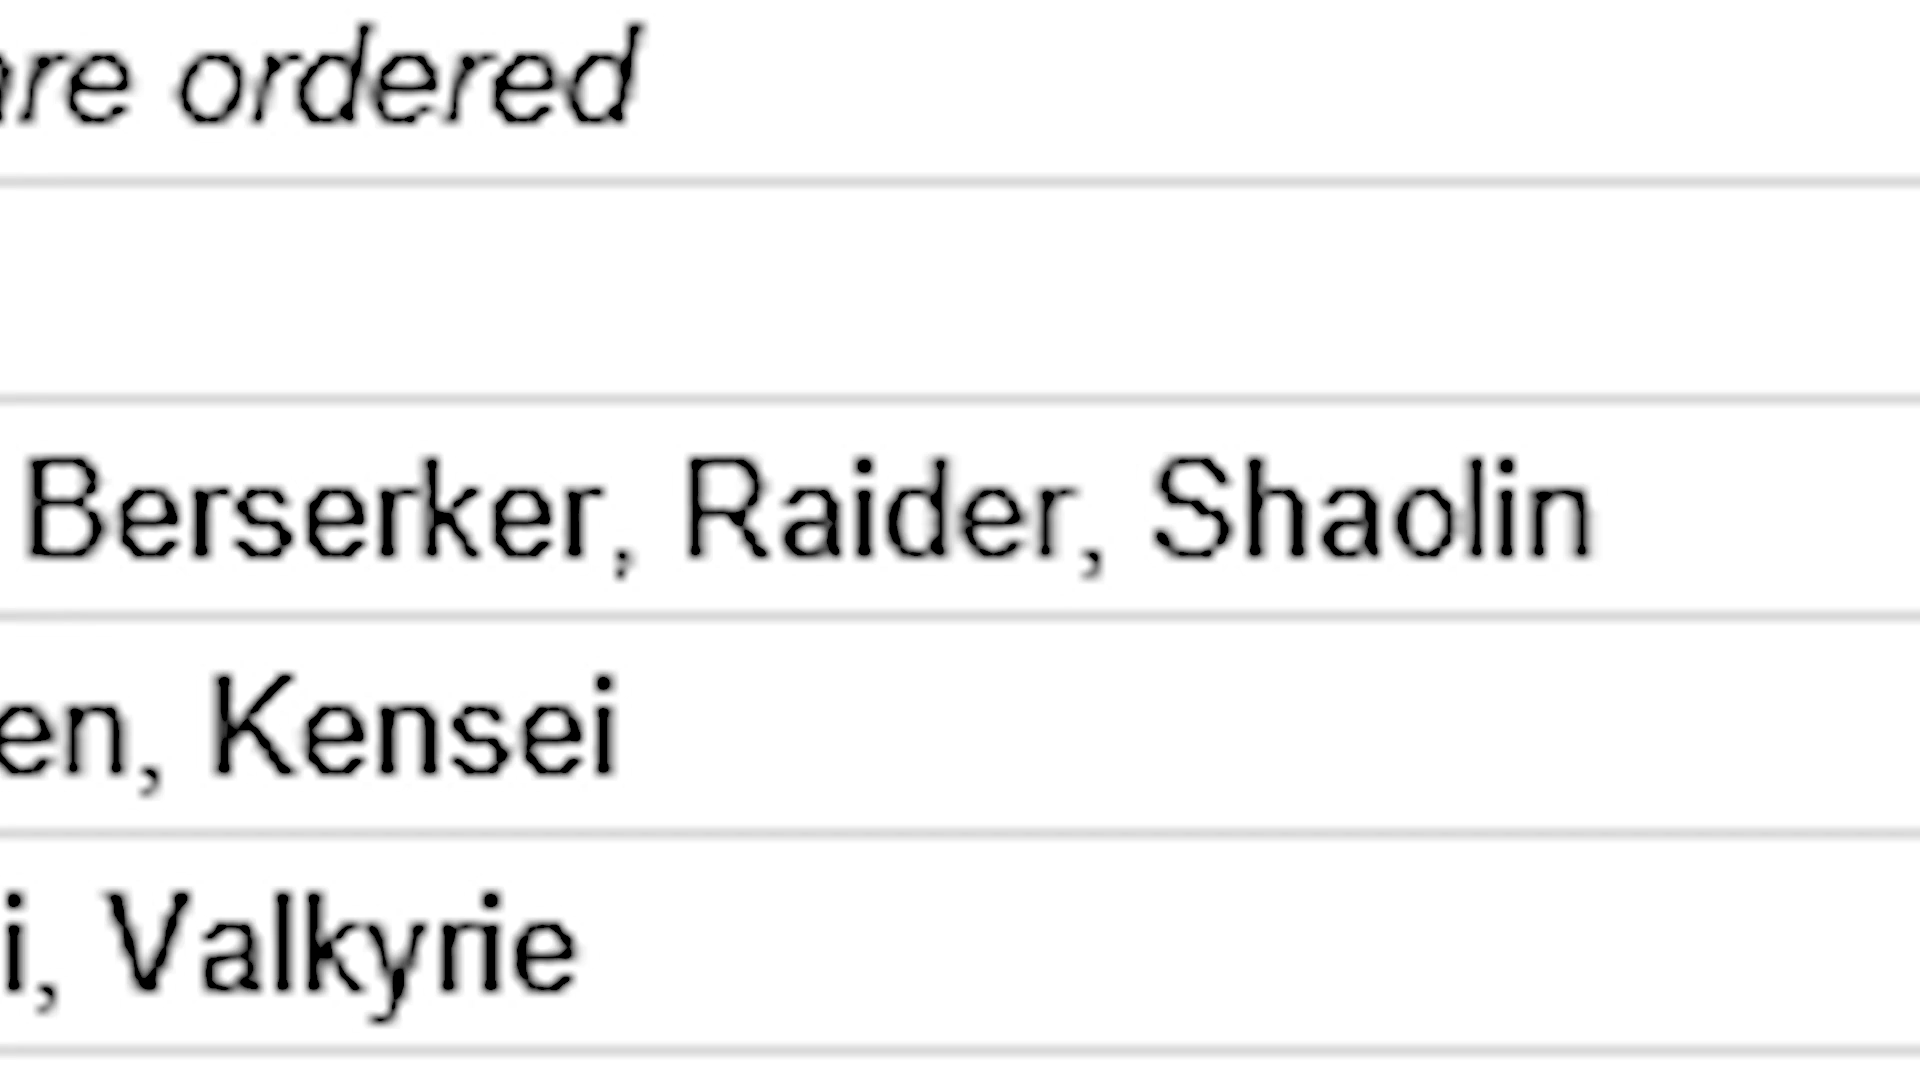 are ordered
Berserker, Raider, Shaolin
en, Kensei
i, Valkyrie